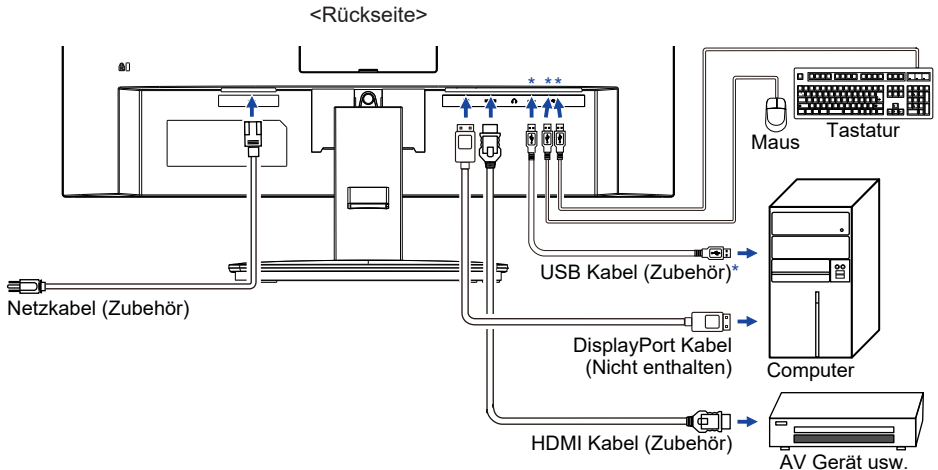 <Rückseite>
* * *
Maus
Tastatur
USB Kabel (Zubehör)*
Netzkabel (Zubehör)
DisplayPort Kabel
(Nicht enthalten)
Computer
HDMI Kabel (Zubehör)
AV Gerät usw.